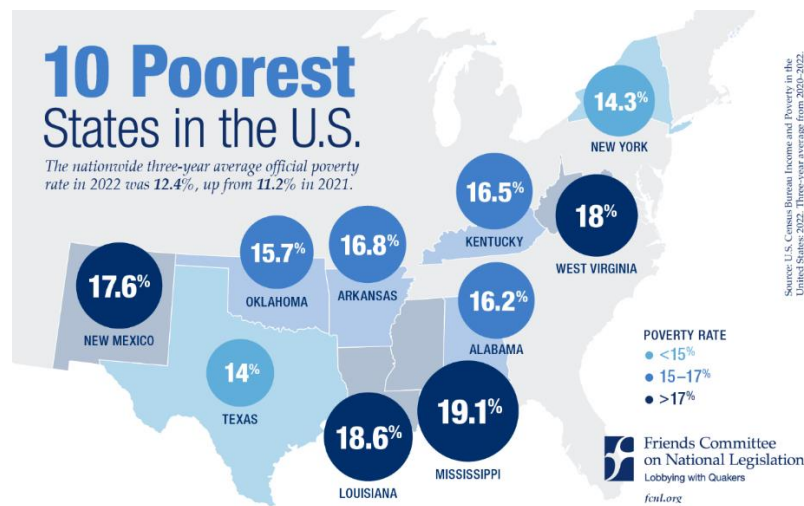 10 Poorest
States in the U.S.
The nationwide three-year average official poverty
rate in 2022 was 12.4%, up from 11.2% in 2021.
14.3%
NEW YORK
16.5%
KENTUCKY
18%
WEST VIRGINIA
15.7%
OKLAHOMA
16.8%
ARKANSAS
17.6%
NEW MEXICO
16.2%
ALABAMA
14%
TEXAS
18.6%
LOUISIANA
19.1%
MISSISSIPPI
POVERTY RATE
<15%
15–17%
>17%
Friends Committee
on National Legislation
Lobbying with Quakers
fcnl.org
Source: U.S. Census Bureau Income and Poverty in the
United States: 2022. Three-year average from 2020–2022.